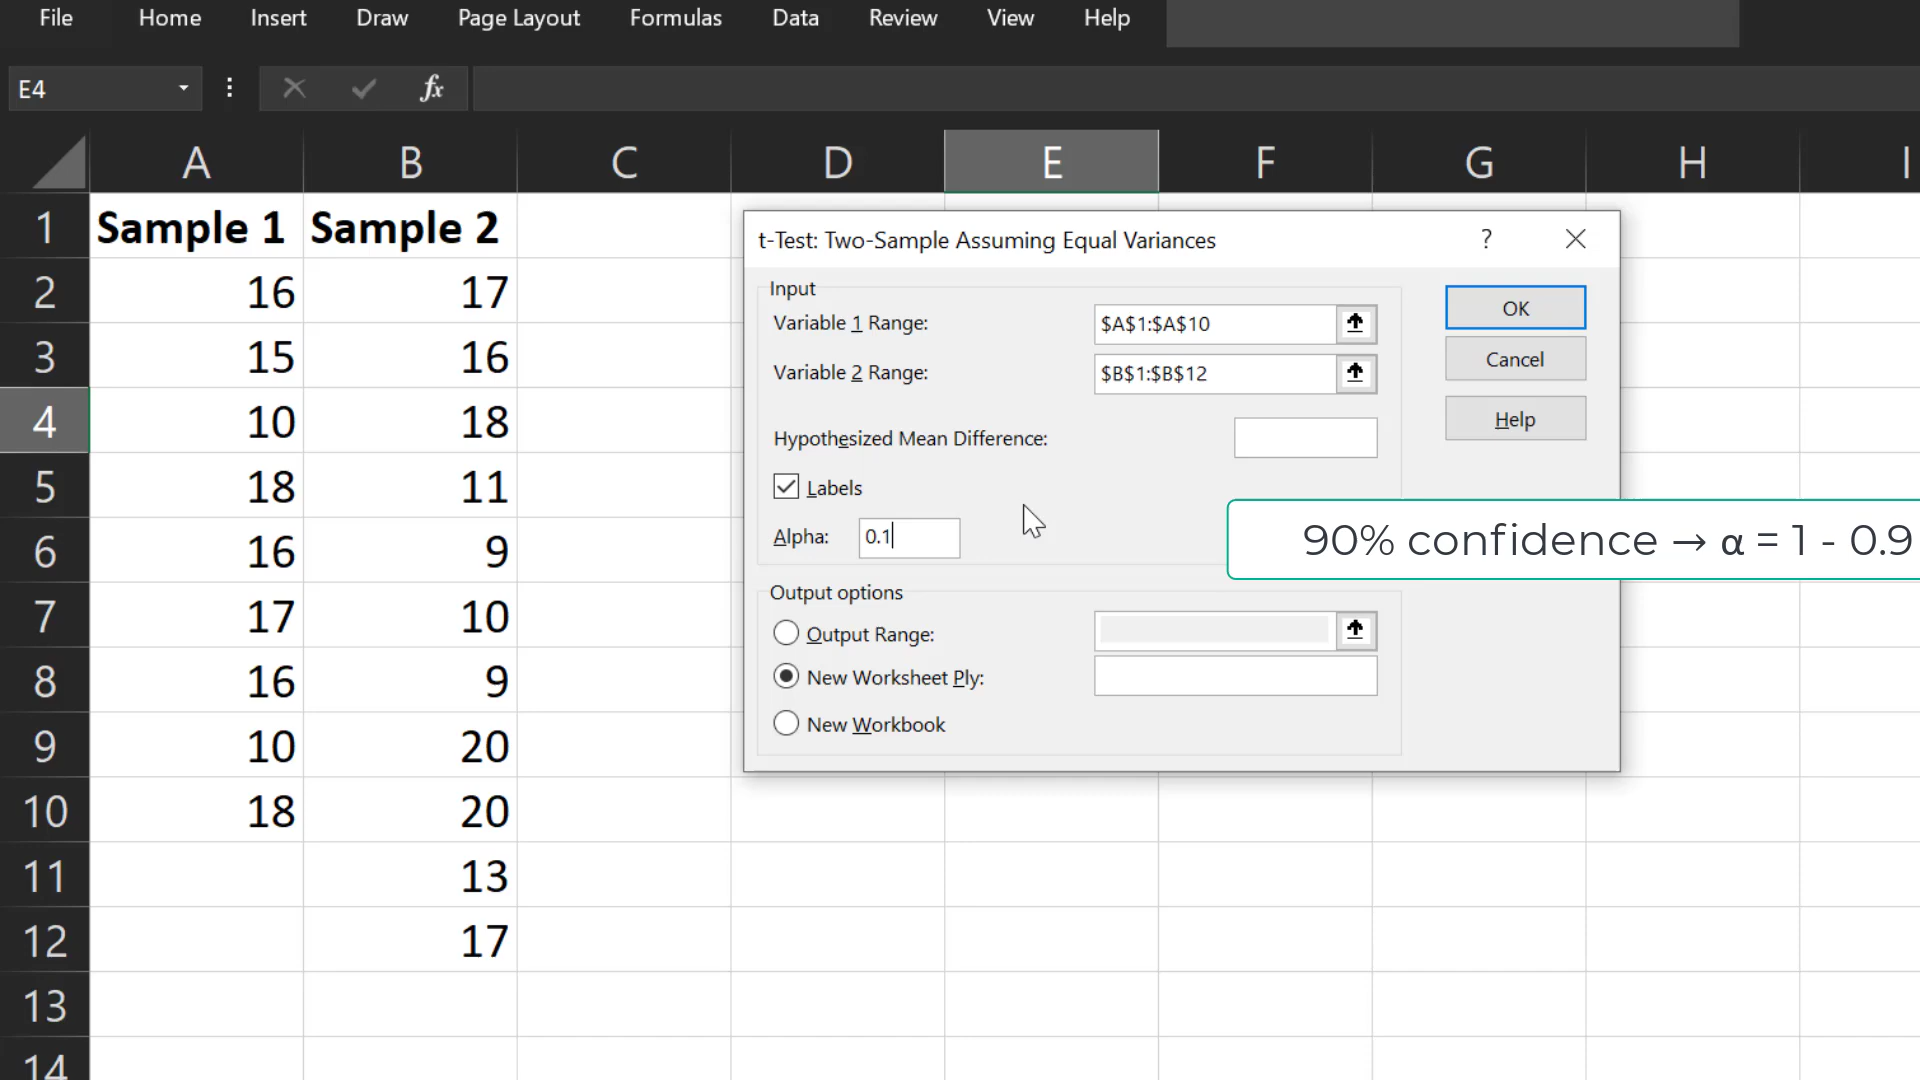 File Home Insert Draw Page Layout Formulas Data Review View Help
E4 fx
A B C D E F G H I
1 Sample 1 Sample 2
2 16 17
3 15 16
4 10 18
5 18 11
6 16 9
7 17 10
8 16 9
9 10 20
10 18 20
11 13
12 17
13
14
t-Test: Two-Sample Assuming Equal Variances ?
Input
Variable 1 Range: $A$1:$A$10
Variable 2 Range: $B$1:$B$12
Hypothesized Mean Difference:
Labels
Alpha: 0.1
Output options
Output Range:
New Worksheet Ply:
New Workbook
OK
Cancel
Help
90% confidence → α = 1 - 0.9